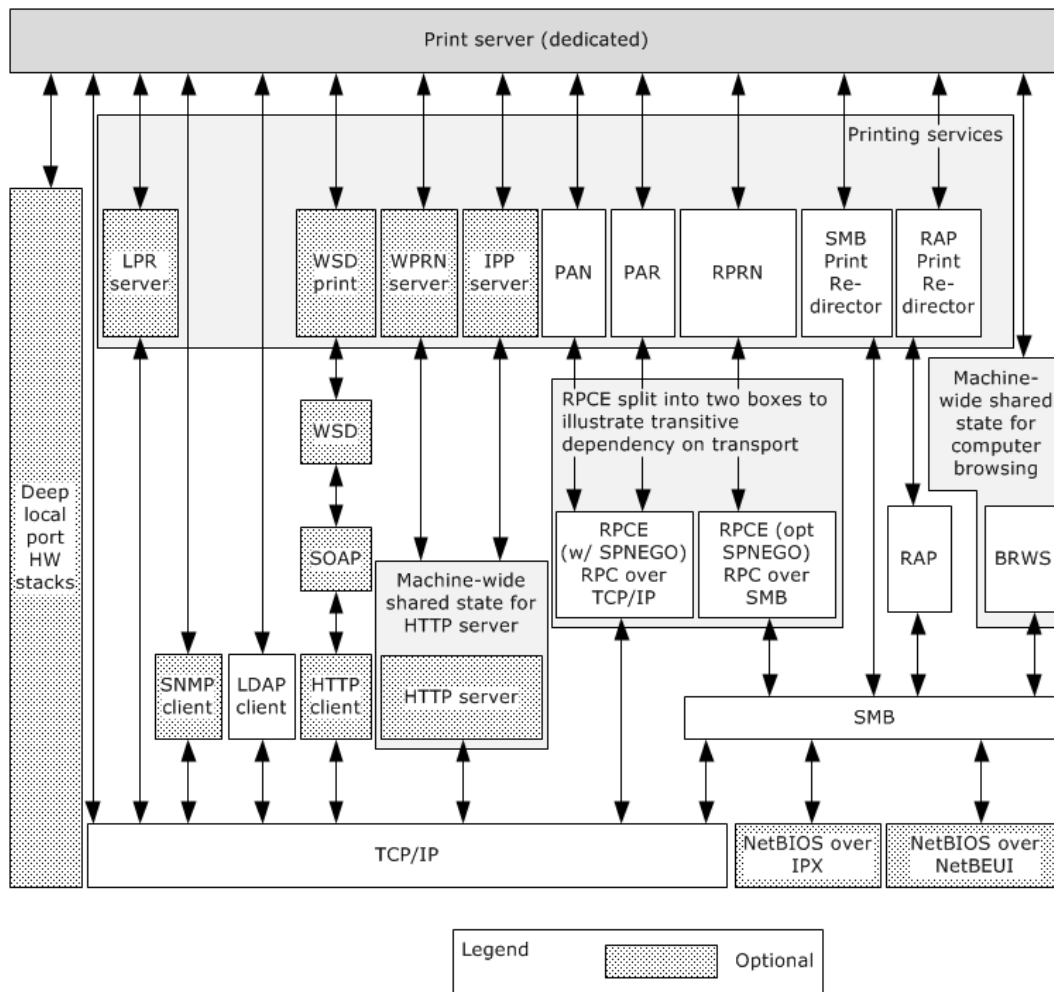 Print server (dedicated)
Printing services
LPR
server
WSD
print
WPRN
server
IPP
server
PAN
PAR
RPRN
SMB
Print
Re-
director
RAP
Print
Re-
director
Machine-
wide shared
state for
computer
browsing
RPCE split into two boxes to
illustrate transitive
dependency on transport
WSD
Deep
local
port
HW
stacks
SOAP
RPCE
(w/ SPNEGO)
RPC over
TCP/IP
RPCE (opt
SPNEGO)
RPC over
SMB
RAP
BRWS
Machine-wide
shared state for
HTTP server
SNMP
client
LDAP
client
HTTP
client
HTTP server
SMB
TCP/IP
NetBIOS over
IPX
NetBIOS over
NetBEUI
Legend
Optional